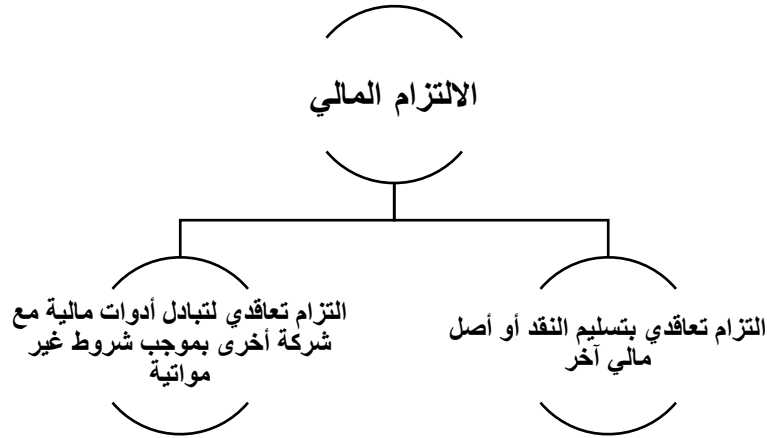 الالتزام المالي
التزام تعاقدي بتسليم النقد أو أصل
مالي آخر
التزام تعاقدي لتبادل أدوات مالية مع
شركة أخرى بموجب شروط غير
مواتية